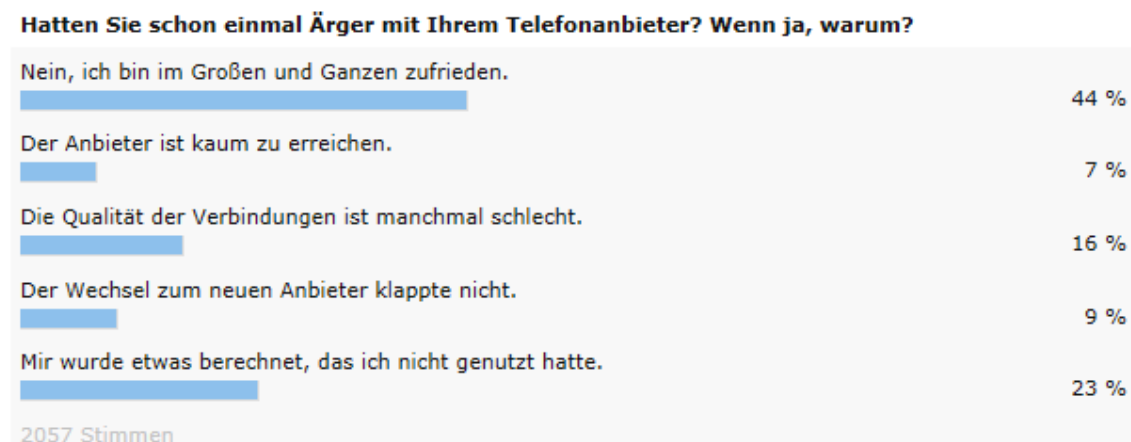 Hatten Sie schon einmal Ärger mit Ihrem Telefonanbieter? Wenn ja, warum?
Nein, ich bin im Großen und Ganzen zufrieden.
44 %
Der Anbieter ist kaum zu erreichen.
7 %
Die Qualität der Verbindungen ist manchmal schlecht.
16 %
Der Wechsel zum neuen Anbieter klappte nicht.
9 %
Mir wurde etwas berechnet, das ich nicht genutzt hatte.
23 %
2057 Stimmen